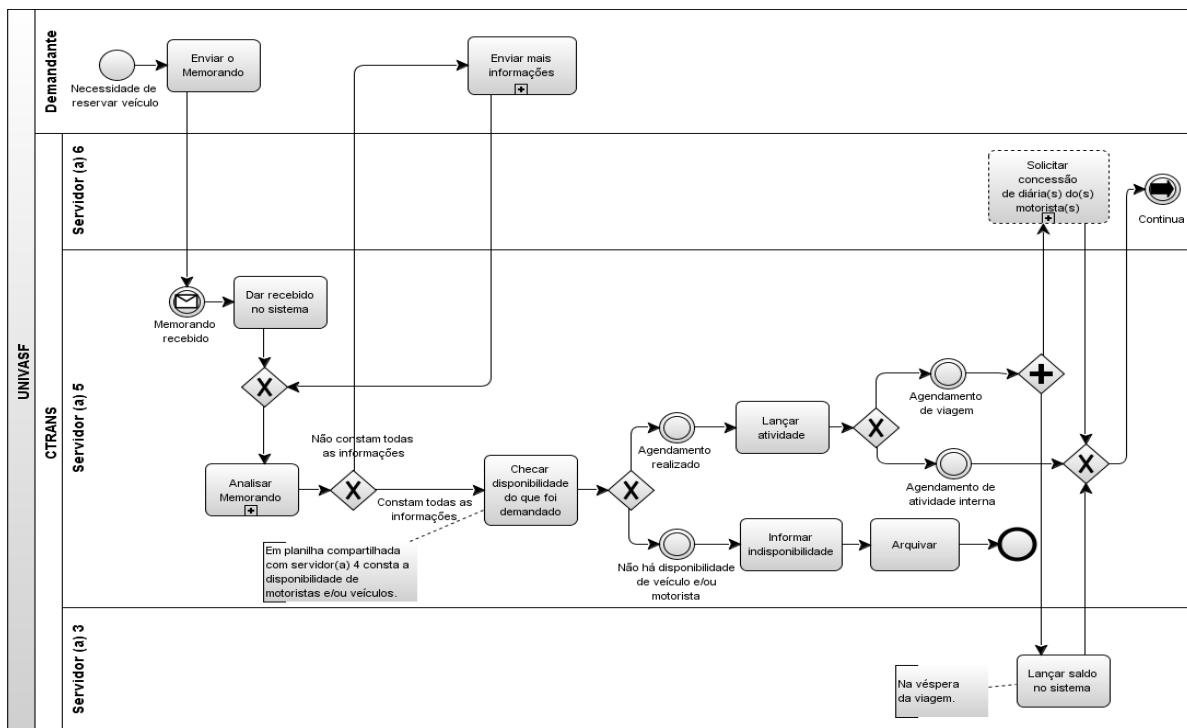 UNIVASF
CTRANS
Demandante
Necessidade de
reservar veículo
Enviar o
Memorando
Enviar mais
informações
Servidor (a) 6
Solicitar
concessão
de diária(s) do(s)
motorista(s)
Continua
Servidor (a) 5
Memorando
recebido
Dar recebido
no sistema
Analisar
Memorando
Não constam todas
as informações
Constam todas as
informações
Checar
disponibilidade
do que foi
demandado
Em planilha compartilhada
com servidor(a) 4 consta a
disponibilidade de
motoristas e/ou veículos.
Agendamento
realizado
Lançar
atividade
Agendamento
de viagem
Agendamento de
atividade interna
Não há disponibilidade
de veículo e/ou
motorista
Informar
indisponibilidade
Arquivar
Servidor (a) 3
Na véspera
da viagem.
Lançar saldo
no sistema